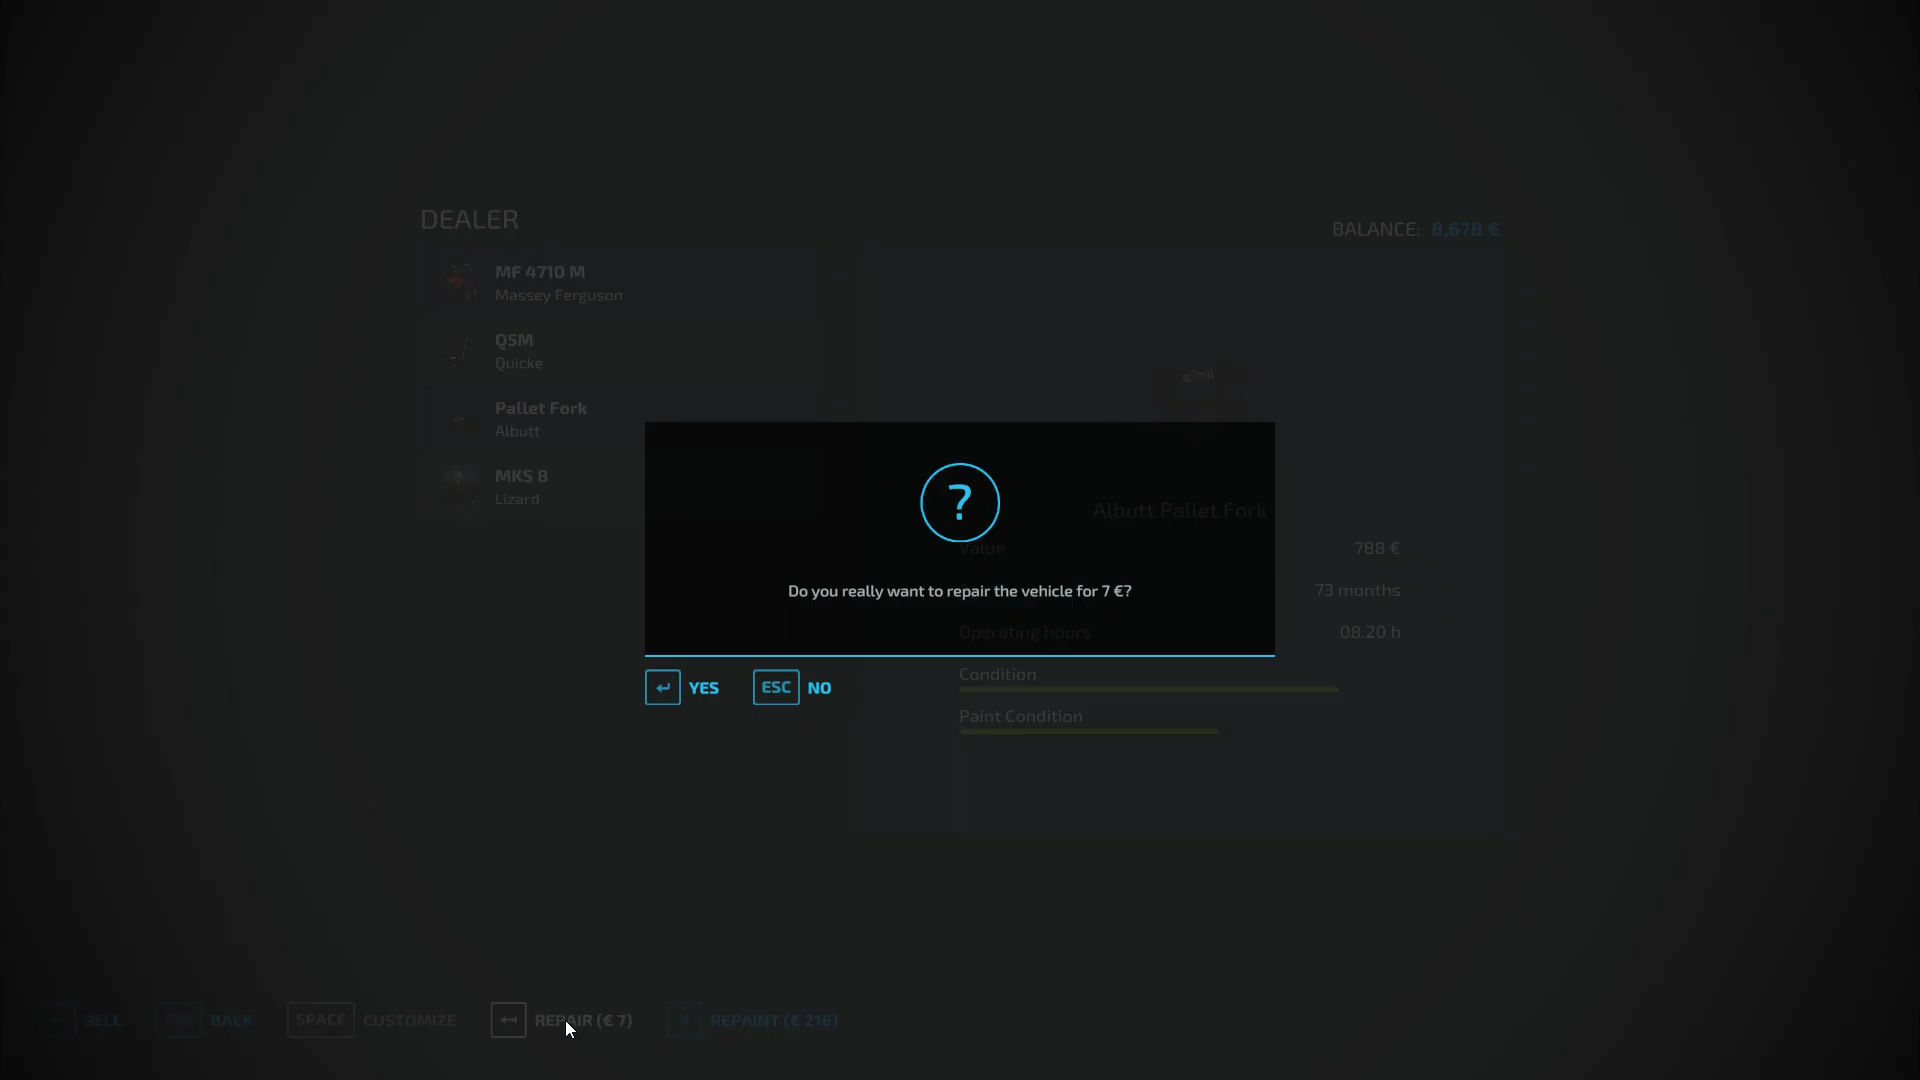 DEALER
BALANCE: 8,678 €
MF 4710 M
Massey Ferguson
QSM
Quicke
Pallet Fork
Albutt
MKS 8
Lizard
?
Do you really want to repair the vehicle for 7 €?
YES
ESC NO
Albutt Pallet Fork
Value 788 €
73 months
Operating hours 08.20 h
Condition
Paint Condition
SELL
BACK
SPACE CUSTOMIZE
REPAIR (€ 7)
X REPAINT (€ 218)